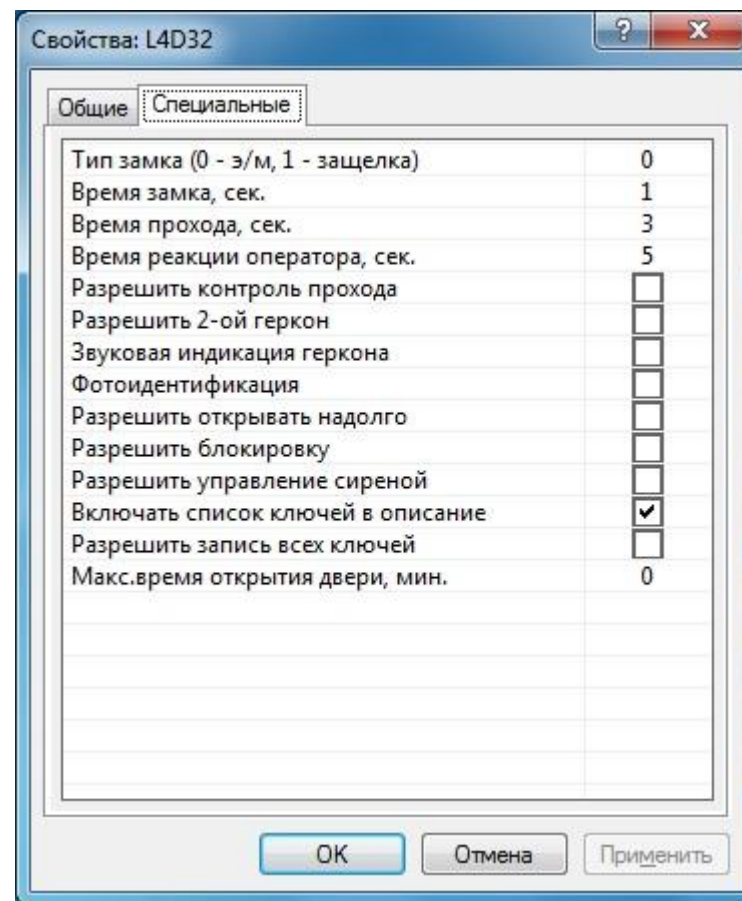 Свойства: L4D32
Общие Специальные
Тип замка (0 - э/м, 1 - защелка) 0
Время замка, сек. 1
Время прохода, сек. 3
Время реакции оператора, сек. 5
Разрешить контроль прохода
Разрешить 2-ой геркон
Звуковая индикация геркона
Фотоидентификация
Разрешить открывать надолго
Разрешить блокировку
Разрешить управление сиреной
Включать список ключей в описание
Разрешить запись всех ключей
Макс.время открытия двери, мин. 0
OK Отмена Применить